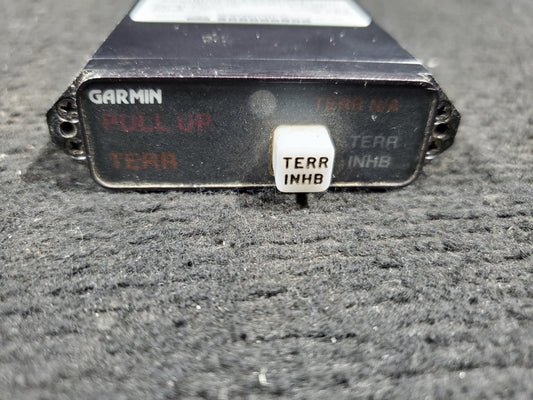 GARMIN
PULL UP
TERR
TERR N/A
TERR
INHB
TERR
INHB